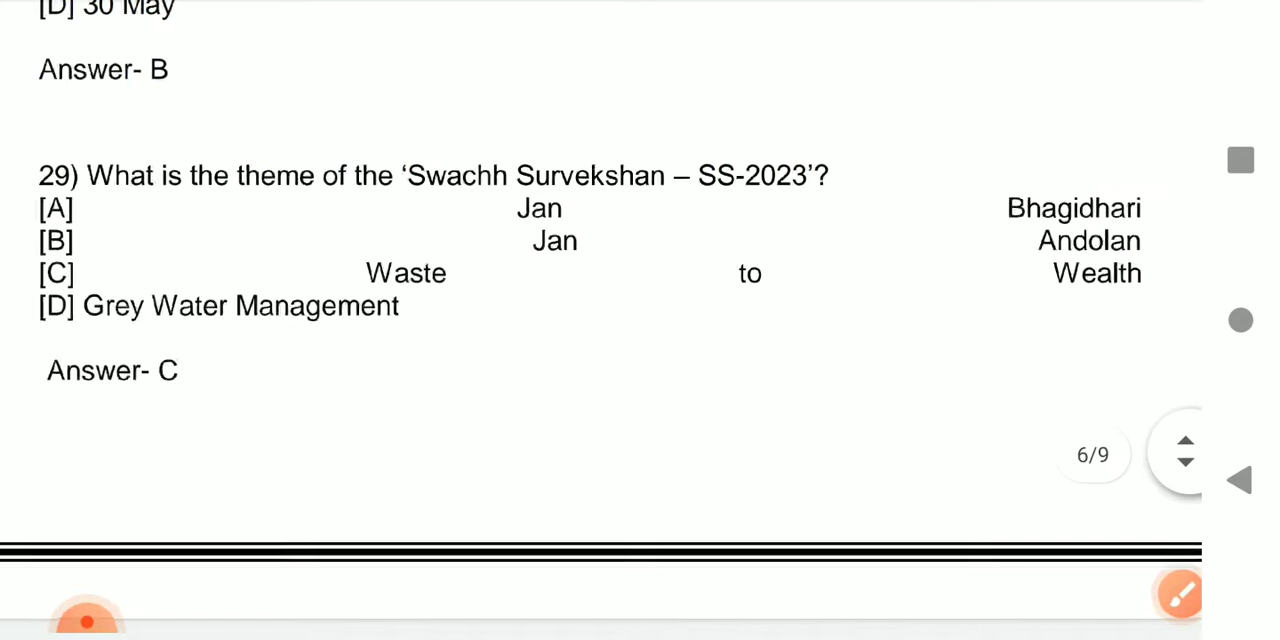 [D] 30 May
Answer- B
29) What is the theme of the ‘Swachh Survekshan – SS-2023’?
[A] Jan Bhagidhari
[B] Jan Andolan
[C] Waste to Wealth
[D] Grey Water Management
Answer- C
6/9